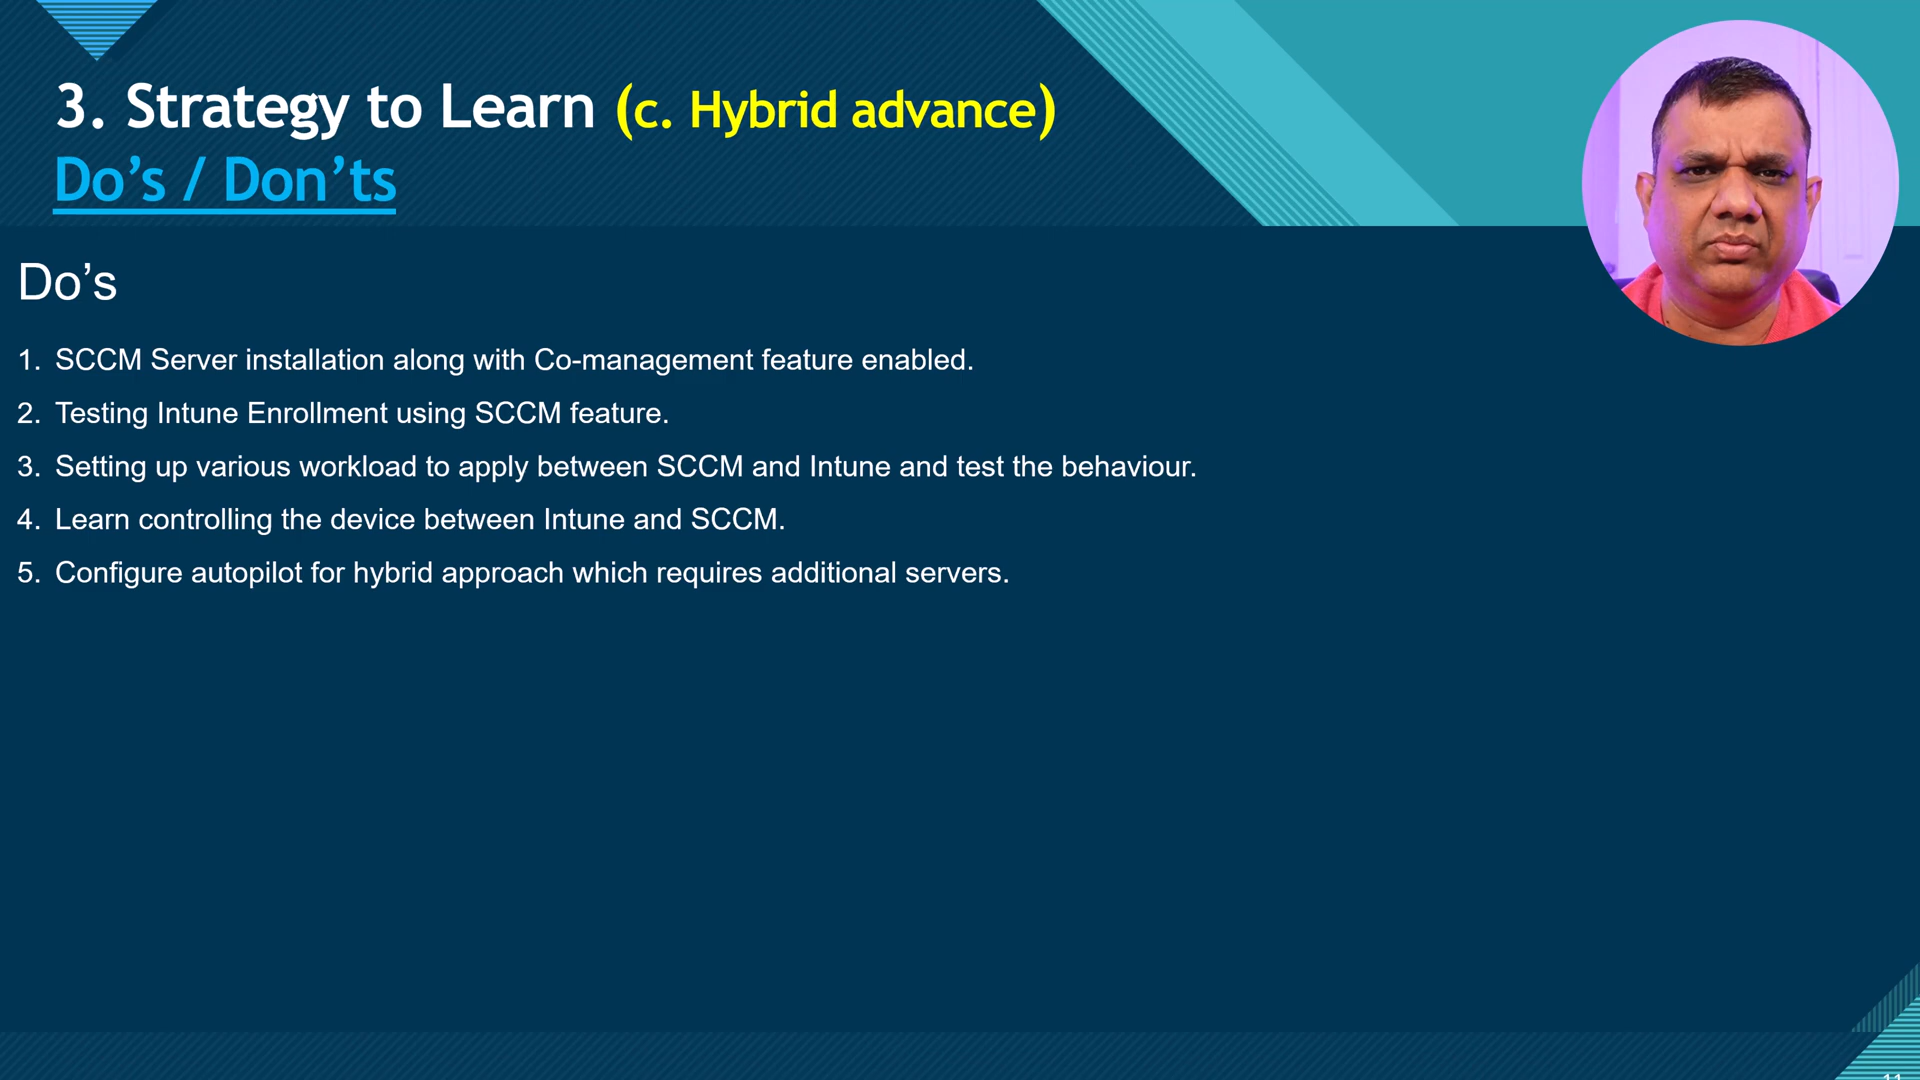 3. Strategy to Learn (c. Hybrid advance)
Do’s / Don’ts
Do’s
1. SCCM Server installation along with Co-management feature enabled.
2. Testing Intune Enrollment using SCCM feature.
3. Setting up various workload to apply between SCCM and Intune and test the behaviour.
4. Learn controlling the device between Intune and SCCM.
5. Configure autopilot for hybrid approach which requires additional servers.